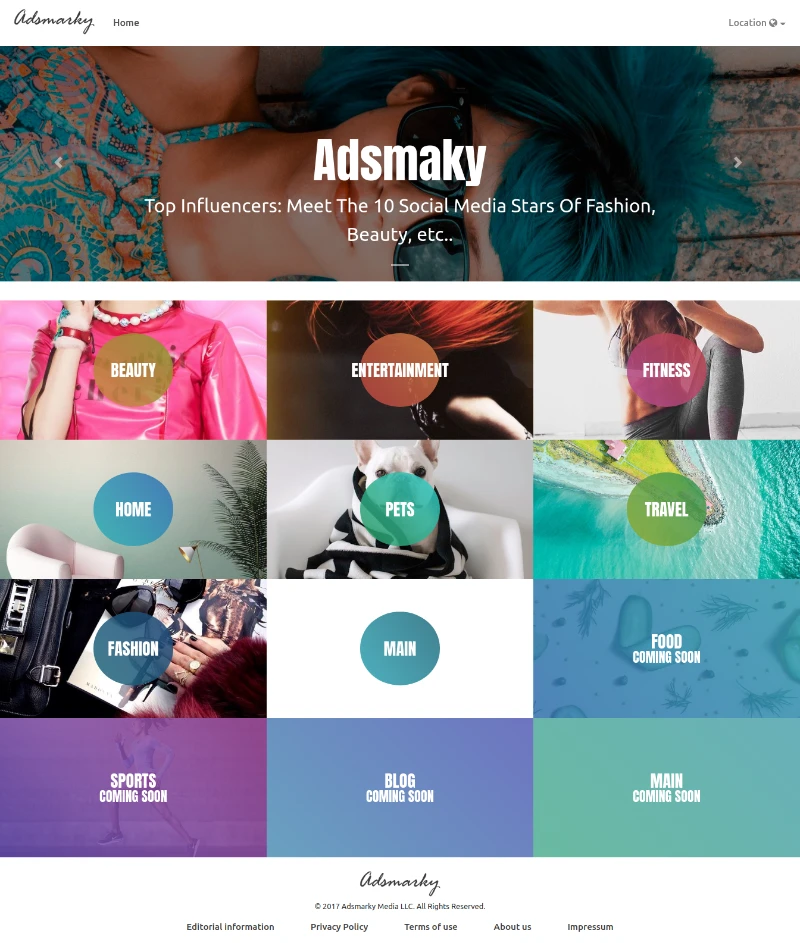 Adsmarky
Home
Location
Adsmaky
Top Influencers: Meet The 10 Social Media Stars Of Fashion,
Beauty, etc..
BEAUTY
ENTERTAINMENT
FITNESS
HOME
PETS
TRAVEL
FASHION
MAIN
FOOD
COMING SOON
SPORTS
COMING SOON
BLOG
COMING SOON
MAIN
COMING SOON
Adsmarky
© 2017 Adsmarky Media LLC. All Rights Reserved.
Editorial information Privacy Policy Terms of use About us Impressum